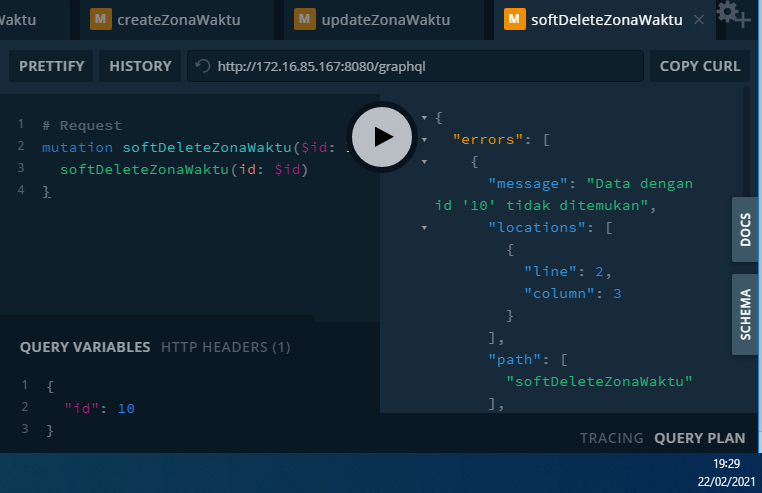 Waktu
M createZonaWaktu
M updateZonaWaktu
M softDeleteZonaWaktu ×
PRETTIFY
HISTORY
http://172.16.85.167:8080/graphql
COPY CURL
1 # Request
2 mutation softDeleteZonaWaktu($id:
3 softDeleteZonaWaktu(id: $id)
4 }
{
"errors": [
{
"message": "Data dengan
id '10' tidak ditemukan",
"locations": [
{
"line": 2,
"column": 3
}
],
"path": [
"softDeleteZonaWaktu"
],
DOCS
SCHEMA
QUERY VARIABLES HTTP HEADERS (1)
1 {
2 "id": 10
3 }
TRACING QUERY PLAN
19:29
22/02/2021